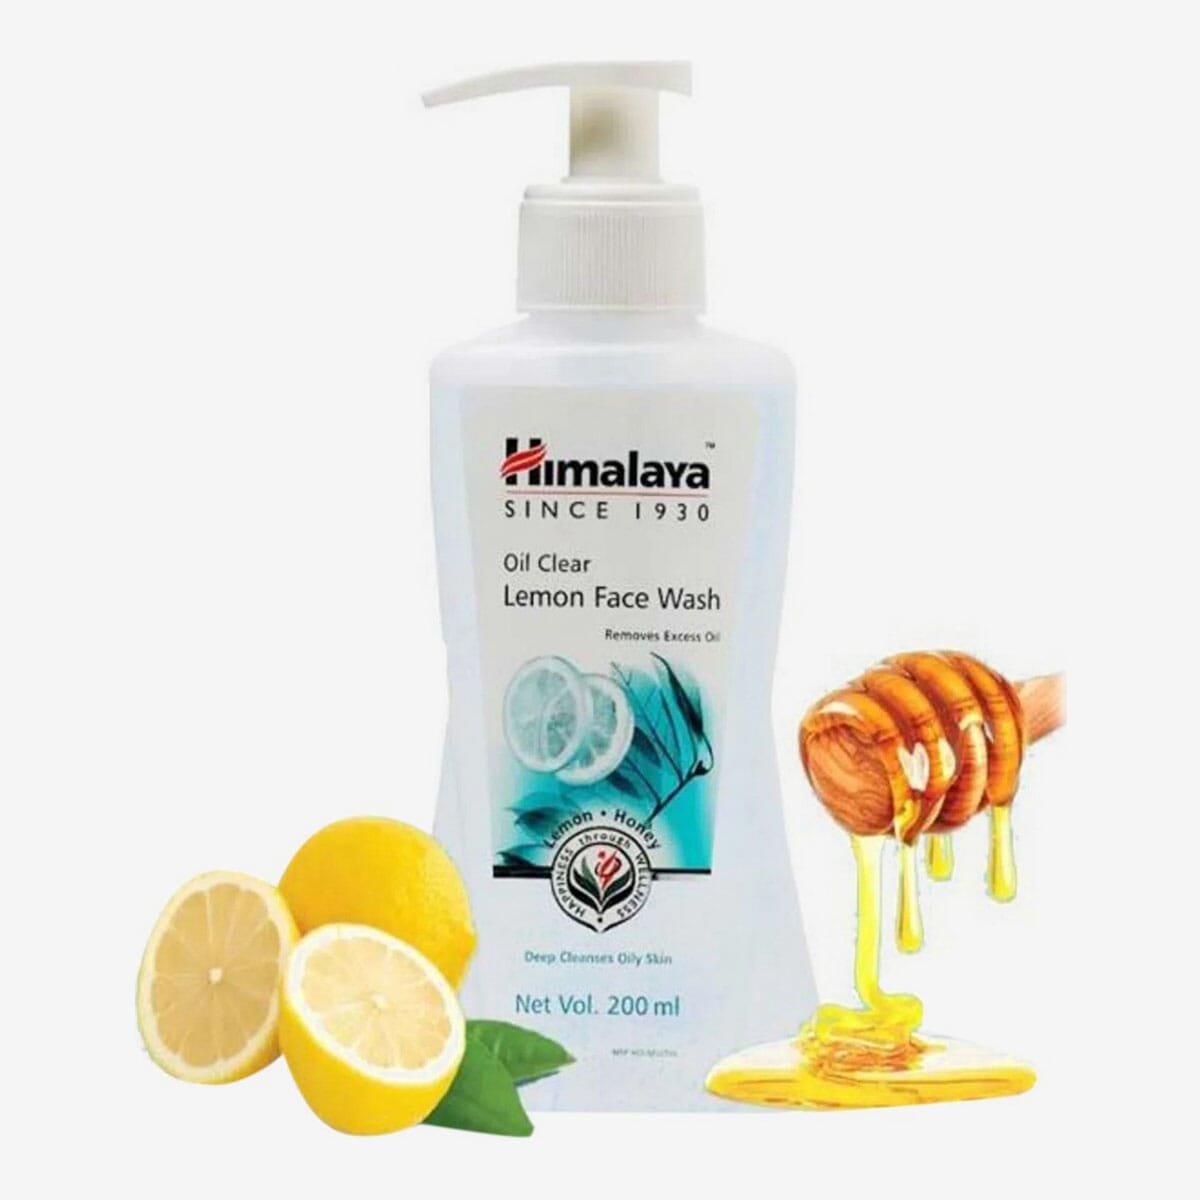 Himalaya™
SINCE 1930
Oil Clear
Lemon Face Wash
Removes Excess Oil
Lemon • Honey
HAPPINESS through WELLNESS
Deep Cleanses Oily Skin
Net Vol. 200 ml